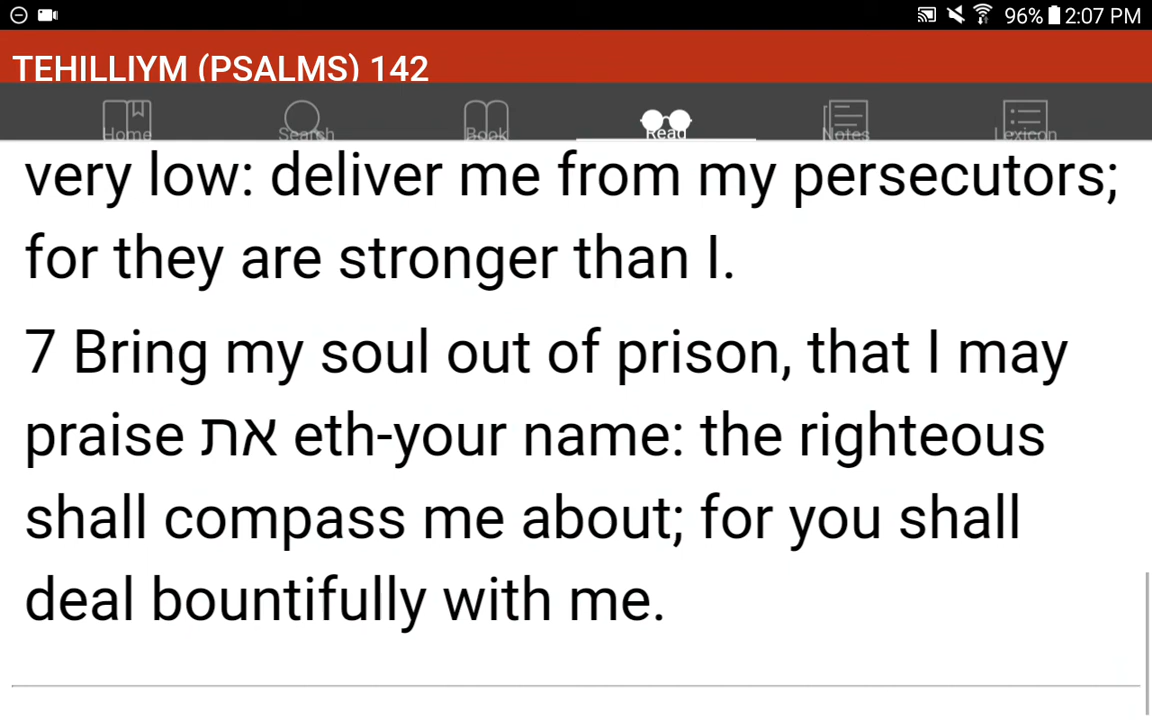 96% 2:07 PM
TEHILLIYM (PSALMS) 142
Home Search Book Read Notes Lexicon
very low: deliver me from my persecutors;
for they are stronger than I.
7 Bring my soul out of prison, that I may
praise את eth-your name: the righteous
shall compass me about; for you shall
deal bountifully with me.